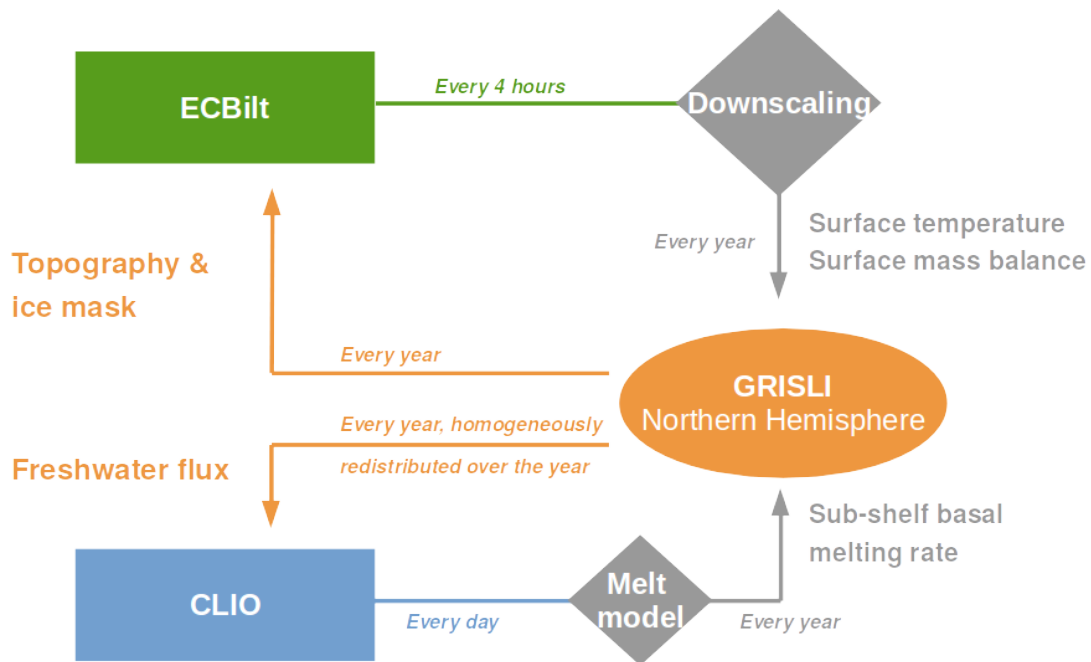 ECBilt
Every 4 hours
Downscaling
Every year
Surface temperature
Surface mass balance
Topography &
ice mask
Every year
GRISLI
Northern Hemisphere
Every year, homogeneously
redistributed over the year
Freshwater flux
Sub-shelf basal
melting rate
CLIO
Every day
Melt
model
Every year